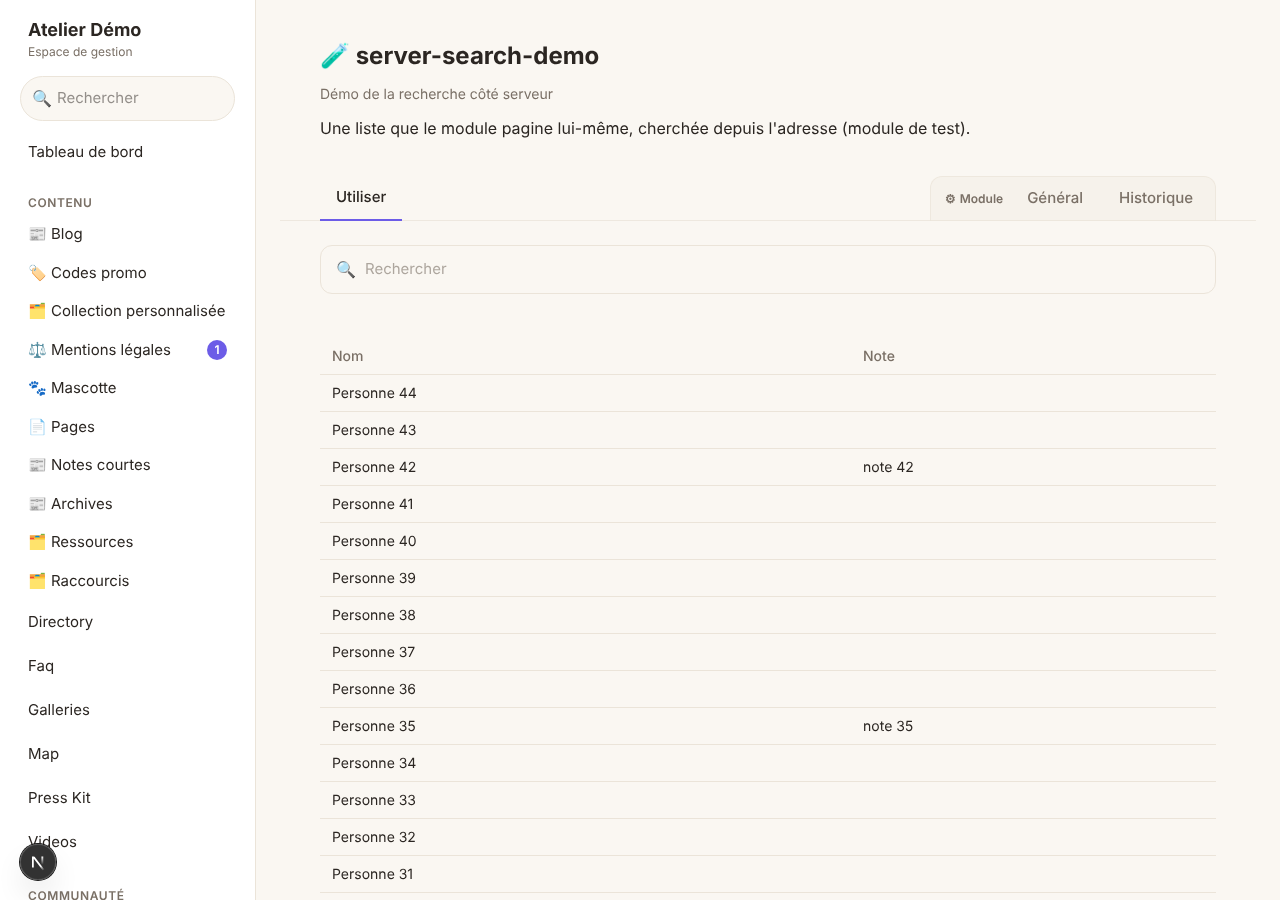 Atelier Démo
Espace de gestion
Rechercher
Tableau de bord
CONTENU
Blog
Codes promo
Collection personnalisée
Mentions légales 1
Mascotte
Pages
Notes courtes
Archives
Ressources
Raccourcis
Directory
Faq
Galleries
Map
Press Kit
Videos
N
COMMUNAUTÉ
server-search-demo
Démo de la recherche côté serveur
Une liste que le module pagine lui-même, cherchée depuis l'adresse (module de test).
Utiliser
Module Général Historique
Rechercher
Nom Note
Personne 44
Personne 43
Personne 42 note 42
Personne 41
Personne 40
Personne 39
Personne 38
Personne 37
Personne 36
Personne 35 note 35
Personne 34
Personne 33
Personne 32
Personne 31